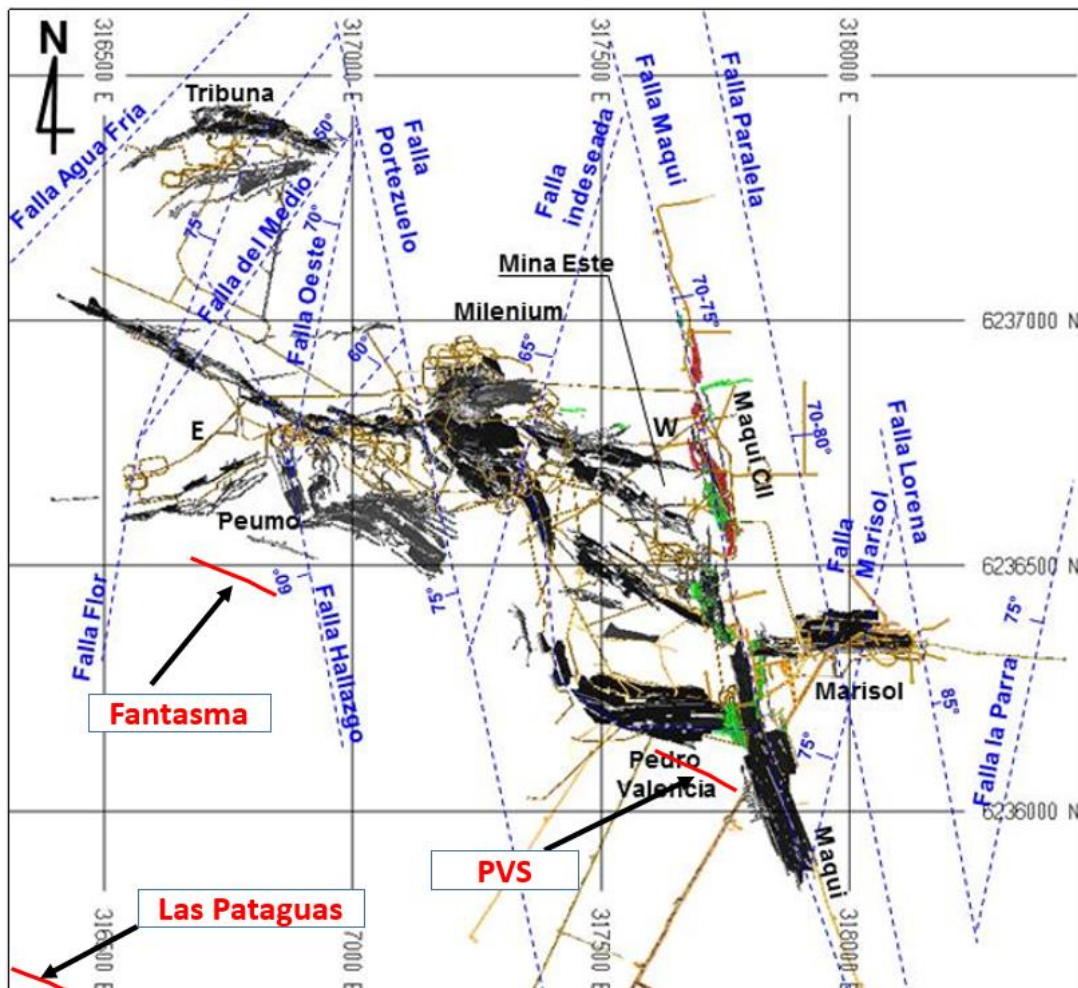 N
316500 E
317000 E
317500 E
318000 E
Tribuna
Falla Agua Fría
50°
Falla
Portezuelo
Falla
indeseada
Falla Maqui
Falla Paralela
75°
Falla del Medio
70°
Falla Oeste
Mina Este
70-75°
Milenium
6237000 N
60°
65°
E
W
Maqui CII
70-80°
Falla Lorena
Peumo
Falla
Marisol
6236500 N
60°
75°
75°
Falla Flor
Falla Hallazgo
Fantasma
Marisol
85°
Falla la Parra
Pedro
Valencia
75°
6236000 N
PVS
Maqui
Las Pataguas
316500 E
7000 E
317500 E
318000 E